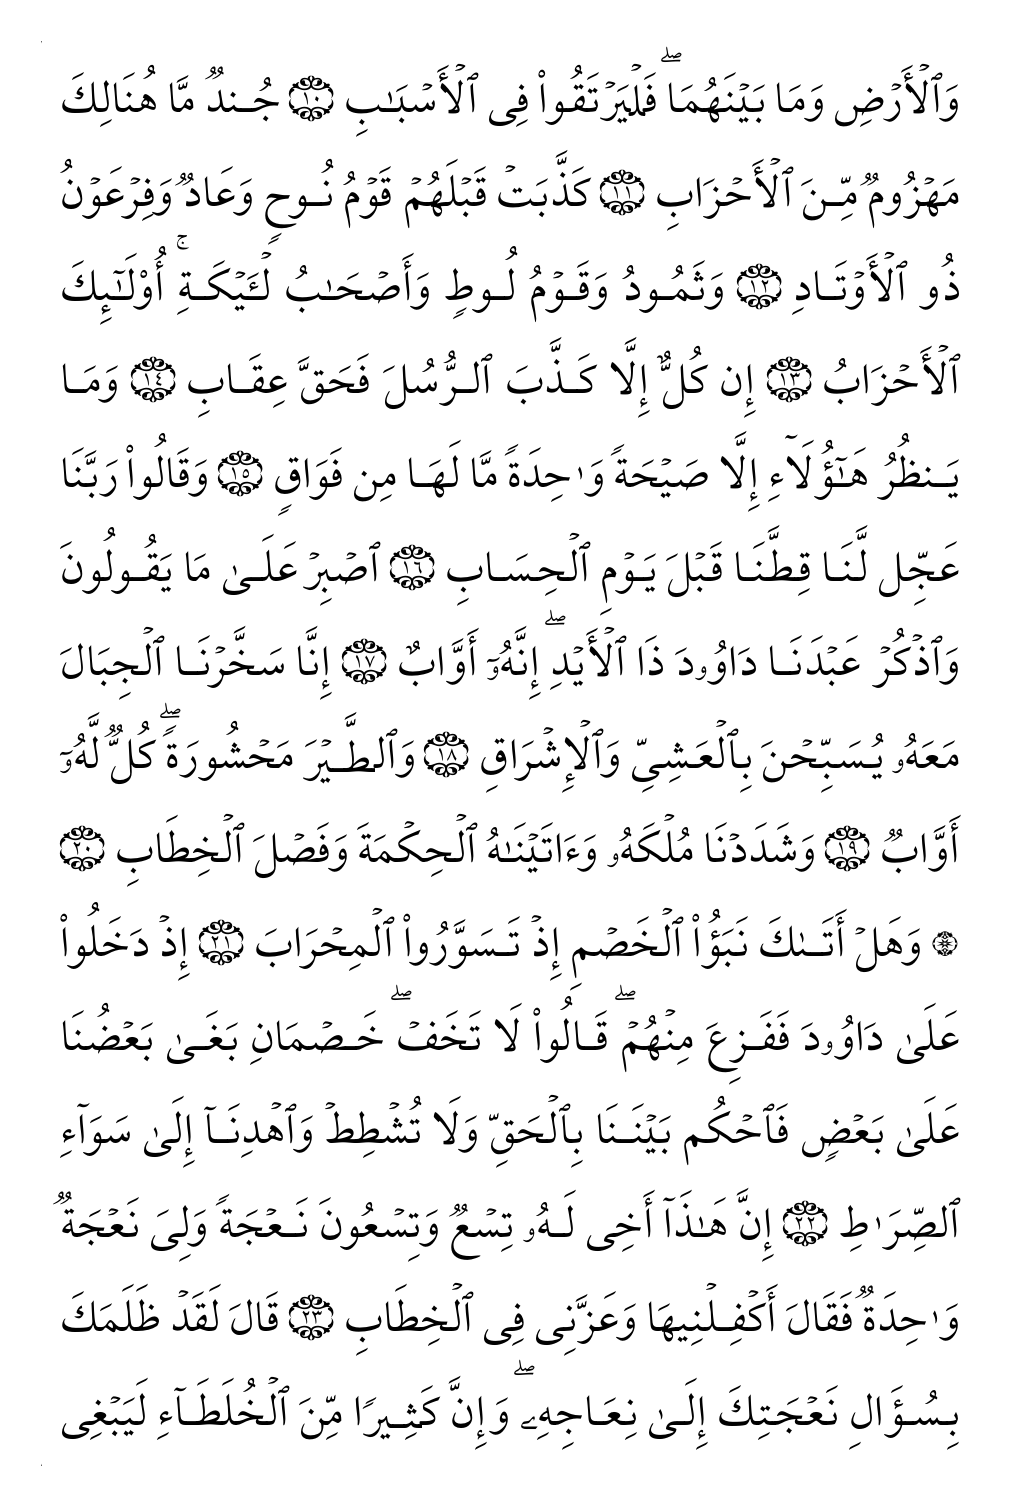 وَٱلۡأَرۡضِ وَمَا بَيۡنَهُمَاۖ فَلۡيَرۡتَقُواْ فِى ٱلۡأَسۡبَـٰبِ ١٠ جُندٌ مَّا هُنَالِكَ
مَهۡزُومٌ مِّنَ ٱلۡأَحۡزَابِ ١١ كَذَّبَتۡ قَبۡلَهُمۡ قَوۡمُ نُوحٍ وَعَادٌ وَفِرۡعَوۡنُ
ذُو ٱلۡأَوۡتَادِ ١٢ وَثَمُودُ وَقَوۡمُ لُوطٍ وَأَصۡحَـٰبُ لۡـَٔيۡكَةِۚ أُوْلَـٰٓئِكَ
ٱلۡأَحۡزَابُ ١٣ إِن كُلٌّ إِلَّا كَذَّبَ ٱلرُّسُلَ فَحَقَّ عِقَابِ ١٤ وَمَا
يَنظُرُ هَـٰٓؤُلَآءِ إِلَّا صَيۡحَةً وَٰحِدَةً مَّا لَهَا مِن فَوَاقٍ ١٥ وَقَالُواْ رَبَّنَا
عَجِّل لَّنَا قِطَّنَا قَبۡلَ يَوۡمِ ٱلۡحِسَابِ ١٦ ٱصۡبِرۡ عَلَىٰ مَا يَقُولُونَ
وَٱذۡكُرۡ عَبۡدَنَا دَاوُۥدَ ذَا ٱلۡأَيۡدِۖ إِنَّهُۥٓ أَوَّابٌ ١٧ إِنَّا سَخَّرۡنَا ٱلۡجِبَالَ
مَعَهُۥ يُسَبِّحۡنَ بِٱلۡعَشِىِّ وَٱلۡإِشۡرَاقِ ١٨ وَٱلطَّيۡرَ مَحۡشُورَةًۖ كُلٌّ لَّهُۥٓ
أَوَّابٌ ١٩ وَشَدَدۡنَا مُلۡكَهُۥ وَءَاتَيۡنَـٰهُ ٱلۡحِكۡمَةَ وَفَصۡلَ ٱلۡخِطَابِ ٢٠
۞ وَهَلۡ أَتَىٰكَ نَبَؤُاْ ٱلۡخَصۡمِ إِذۡ تَسَوَّرُواْ ٱلۡمِحۡرَابَ ٢١ إِذۡ دَخَلُواْ
عَلَىٰ دَاوُۥدَ فَفَزِعَ مِنۡهُمۡۖ قَالُواْ لَا تَخَفۡۖ خَصۡمَانِ بَغَىٰ بَعۡضُنَا
عَلَىٰ بَعۡضٍ فَٱحۡكُم بَيۡنَنَا بِٱلۡحَقِّ وَلَا تُشۡطِطۡ وَٱهۡدِنَآ إِلَىٰ سَوَآءِ
ٱلصِّرَٰطِ ٢٢ إِنَّ هَـٰذَآ أَخِى لَهُۥ تِسۡعٌ وَتِسۡعُونَ نَعۡجَةً وَلِىَ نَعۡجَةٌ
وَٰحِدَةٌ فَقَالَ أَكۡفِلۡنِيهَا وَعَزَّنِى فِى ٱلۡخِطَابِ ٢٣ قَالَ لَقَدۡ ظَلَمَكَ
بِسُؤَالِ نَعۡجَتِكَ إِلَىٰ نِعَاجِهِۦۖ وَإِنَّ كَثِيرًا مِّنَ ٱلۡخُلَطَآءِ لَيَبۡغِى